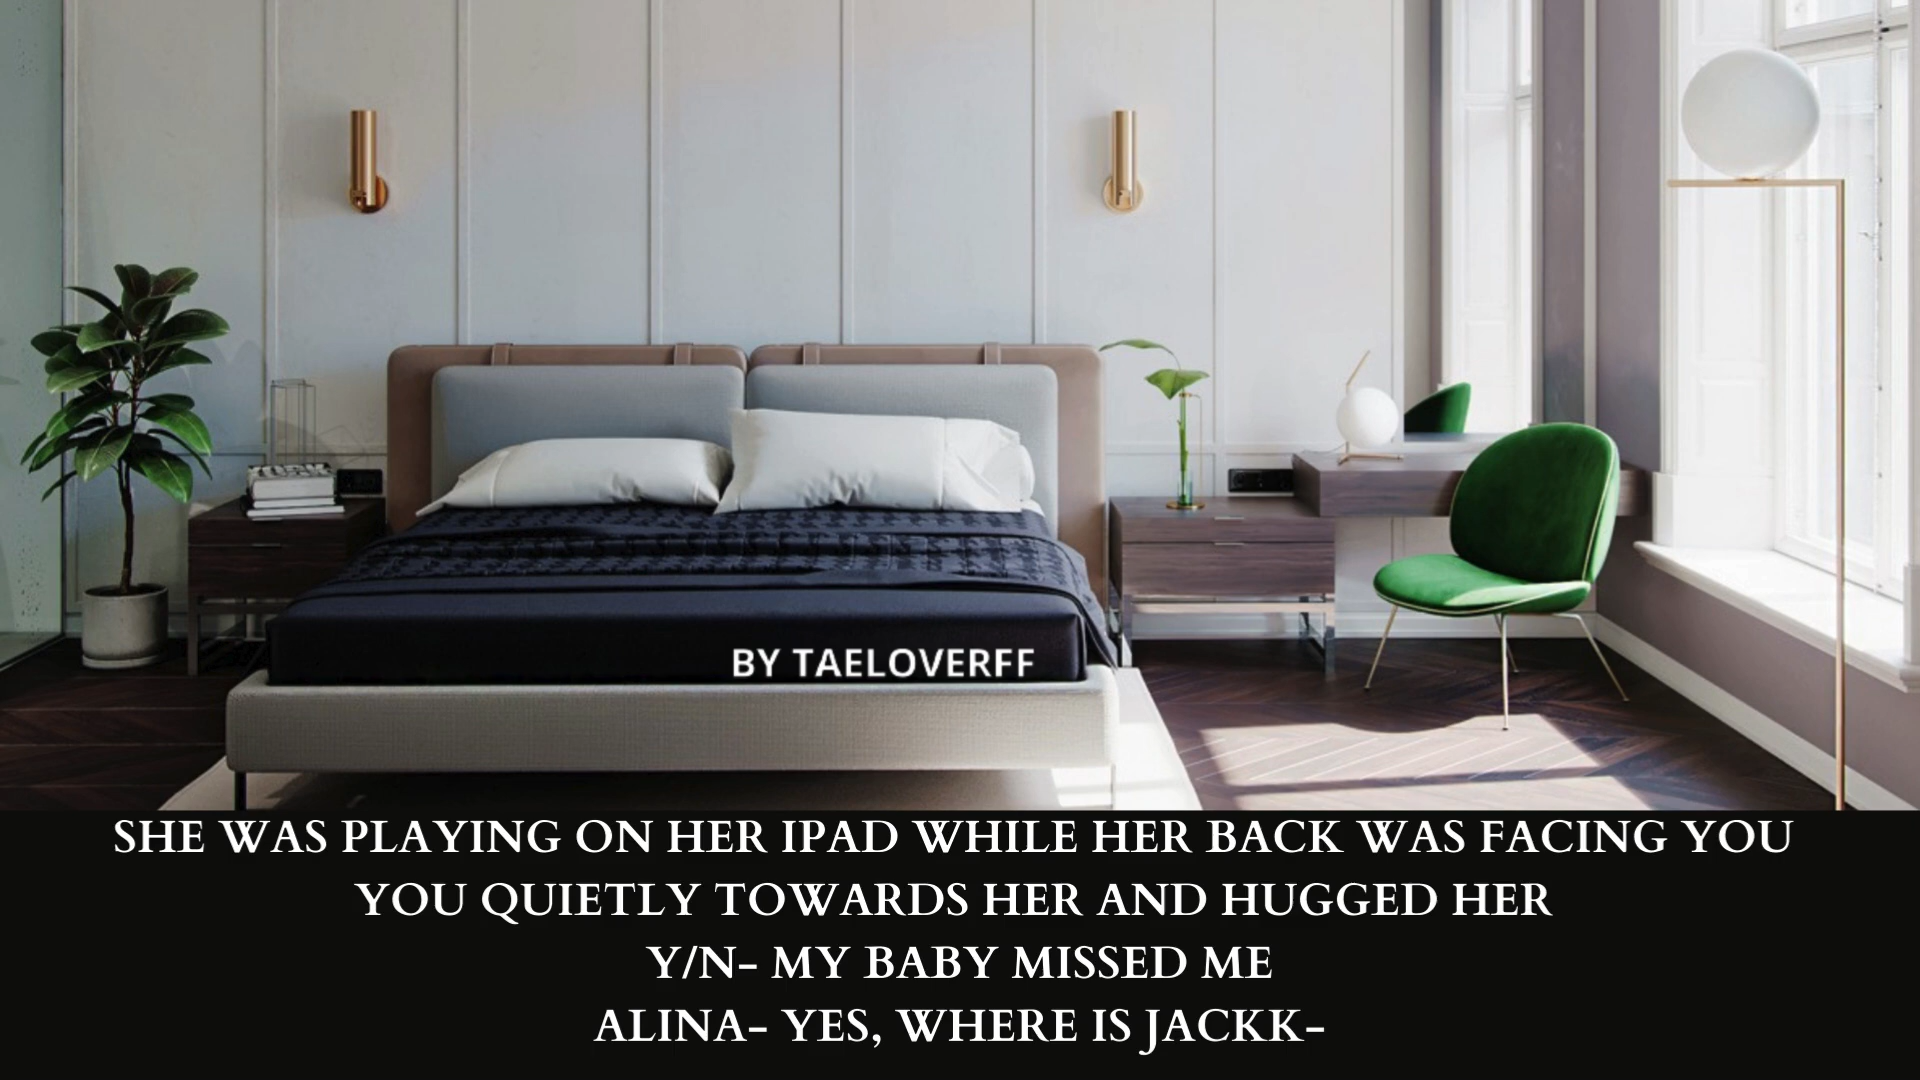 BY TAELOVERFF
SHE WAS PLAYING ON HER IPAD WHILE HER BACK WAS FACING YOU
YOU QUIETLY TOWARDS HER AND HUGGED HER
Y/N- MY BABY MISSED ME
ALINA- YES, WHERE IS JACKK-